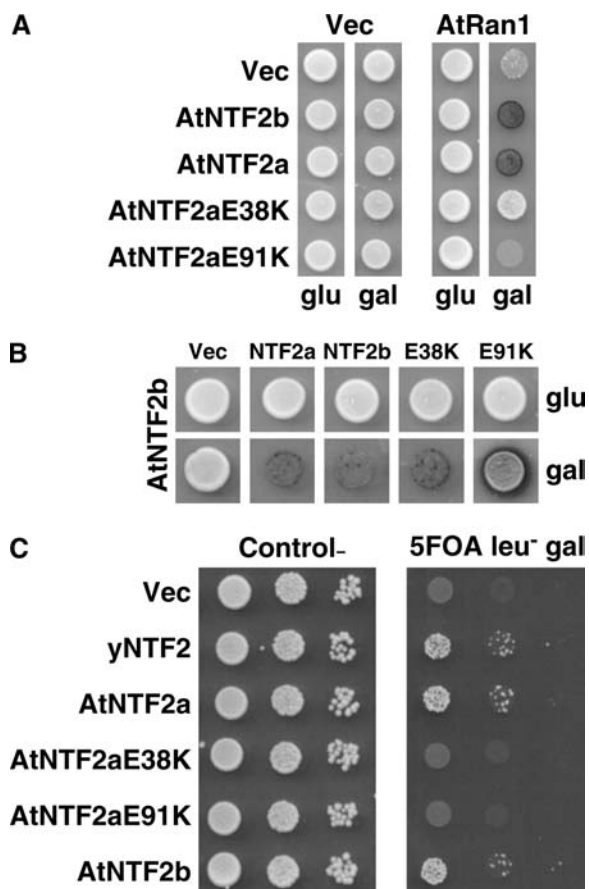 A
Vec AtRan1
Vec
AtNTF2b
AtNTF2a
AtNTF2aE38K
AtNTF2aE91K
glu gal glu gal
B
Vec NTF2a NTF2b E38K E91K
AtNTF2b
glu
gal
C
Control- 5FOA leu⁻ gal
Vec
yNTF2
AtNTF2a
AtNTF2aE38K
AtNTF2aE91K
AtNTF2b